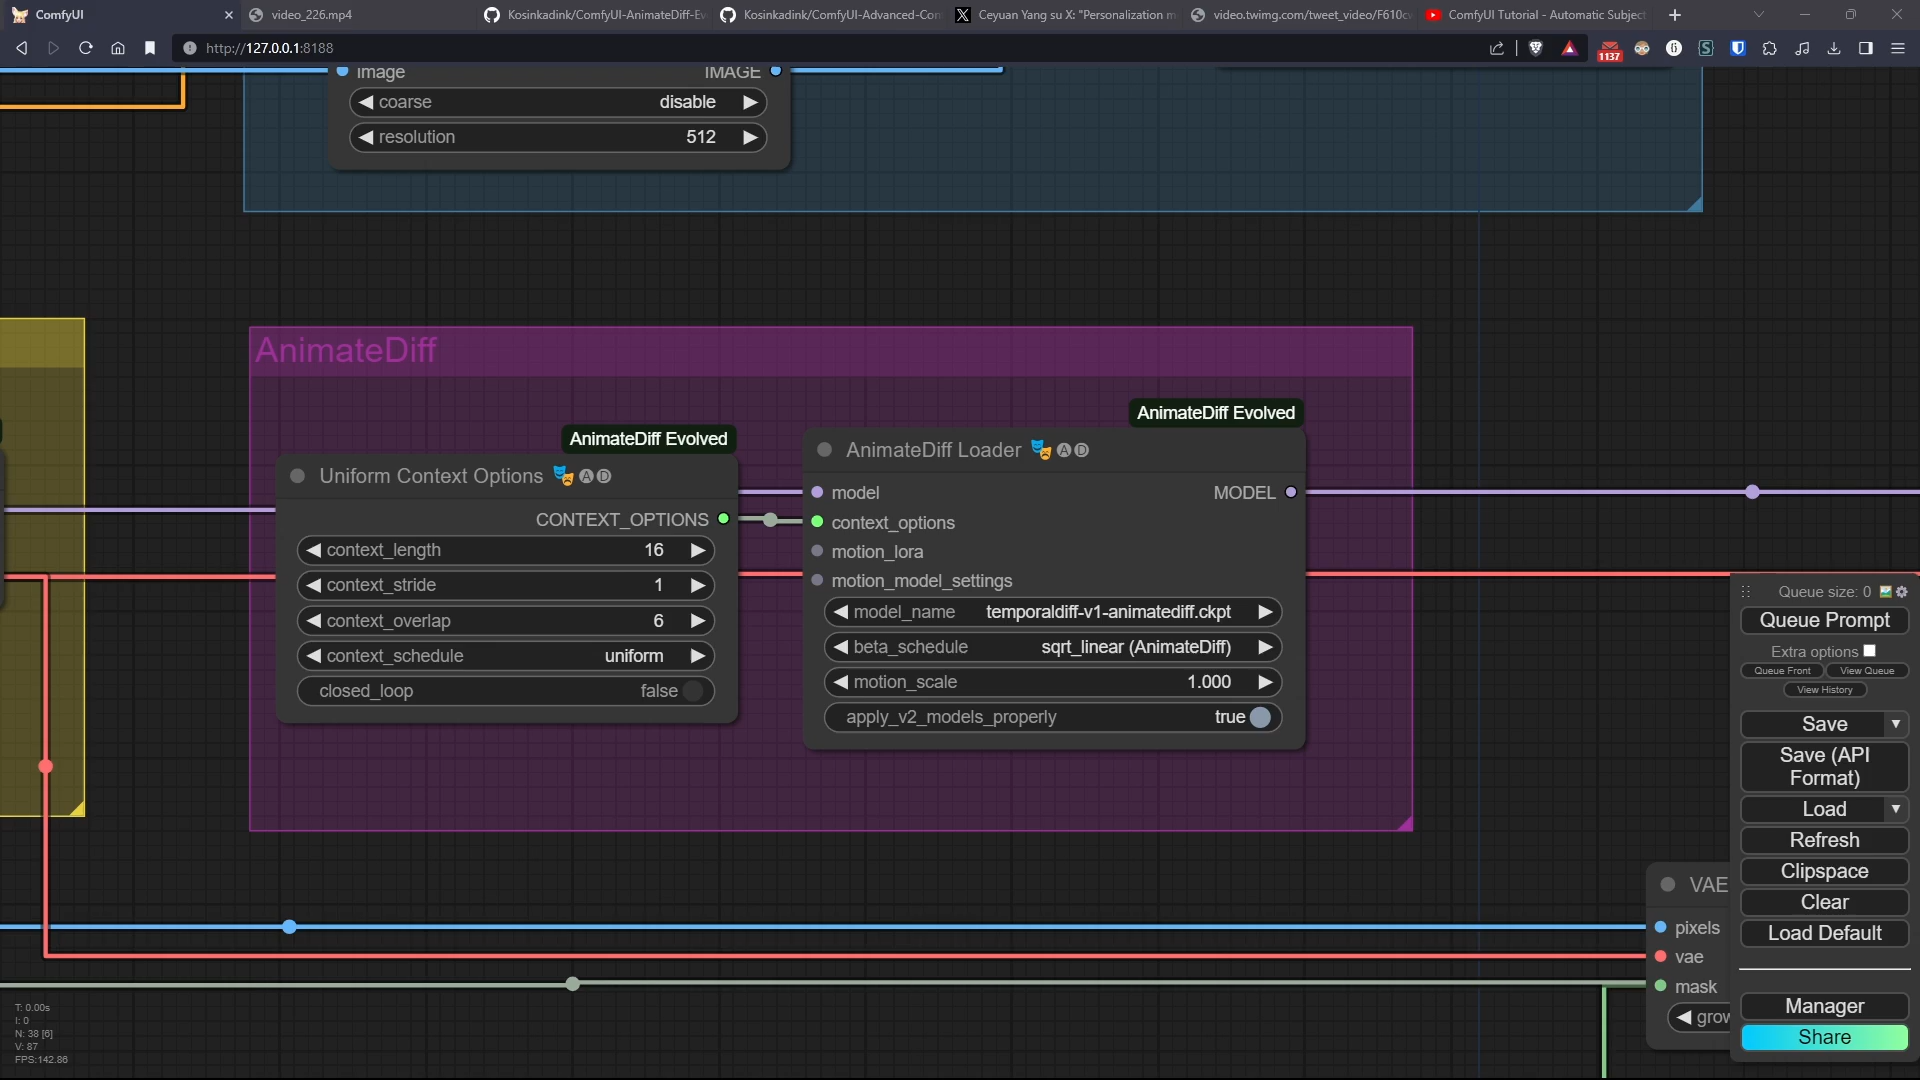 ComfyUI
video_226.mp4
Kosinkadink/ComfyUI-AnimateDiff-Ev
Kosinkadink/ComfyUI-Advanced-Con
Ceyuan Yang su X: "Personalization m
video.twimg.com/tweet_video/F610c
ComfyUI Tutorial - Automatic Subject
http://127.0.0.1:8188
1137
image
IMAGE
coarse
disable
resolution
512
AnimateDiff
AnimateDiff Evolved
Uniform Context Options
CONTEXT_OPTIONS
context_length
16
context_stride
1
context_overlap
6
context_schedule
uniform
closed_loop
false
AnimateDiff Evolved
AnimateDiff Loader
model
MODEL
context_options
motion_lora
motion_model_settings
model_name
temporaldiff-v1-animatediff.ckpt
beta_schedule
sqrt_linear (AnimateDiff)
motion_scale
1.000
apply_v2_models_properly
true
VAE
pixels
vae
mask
grow
Queue size: 0
Queue Prompt
Extra options
Queue Front
View Queue
View History
Save
Save (API
Format)
Load
Refresh
Clipspace
Clear
Load Default
Manager
Share
T: 0.00s
I: 0
N: 38 [6]
V: 87
FPS:142.86